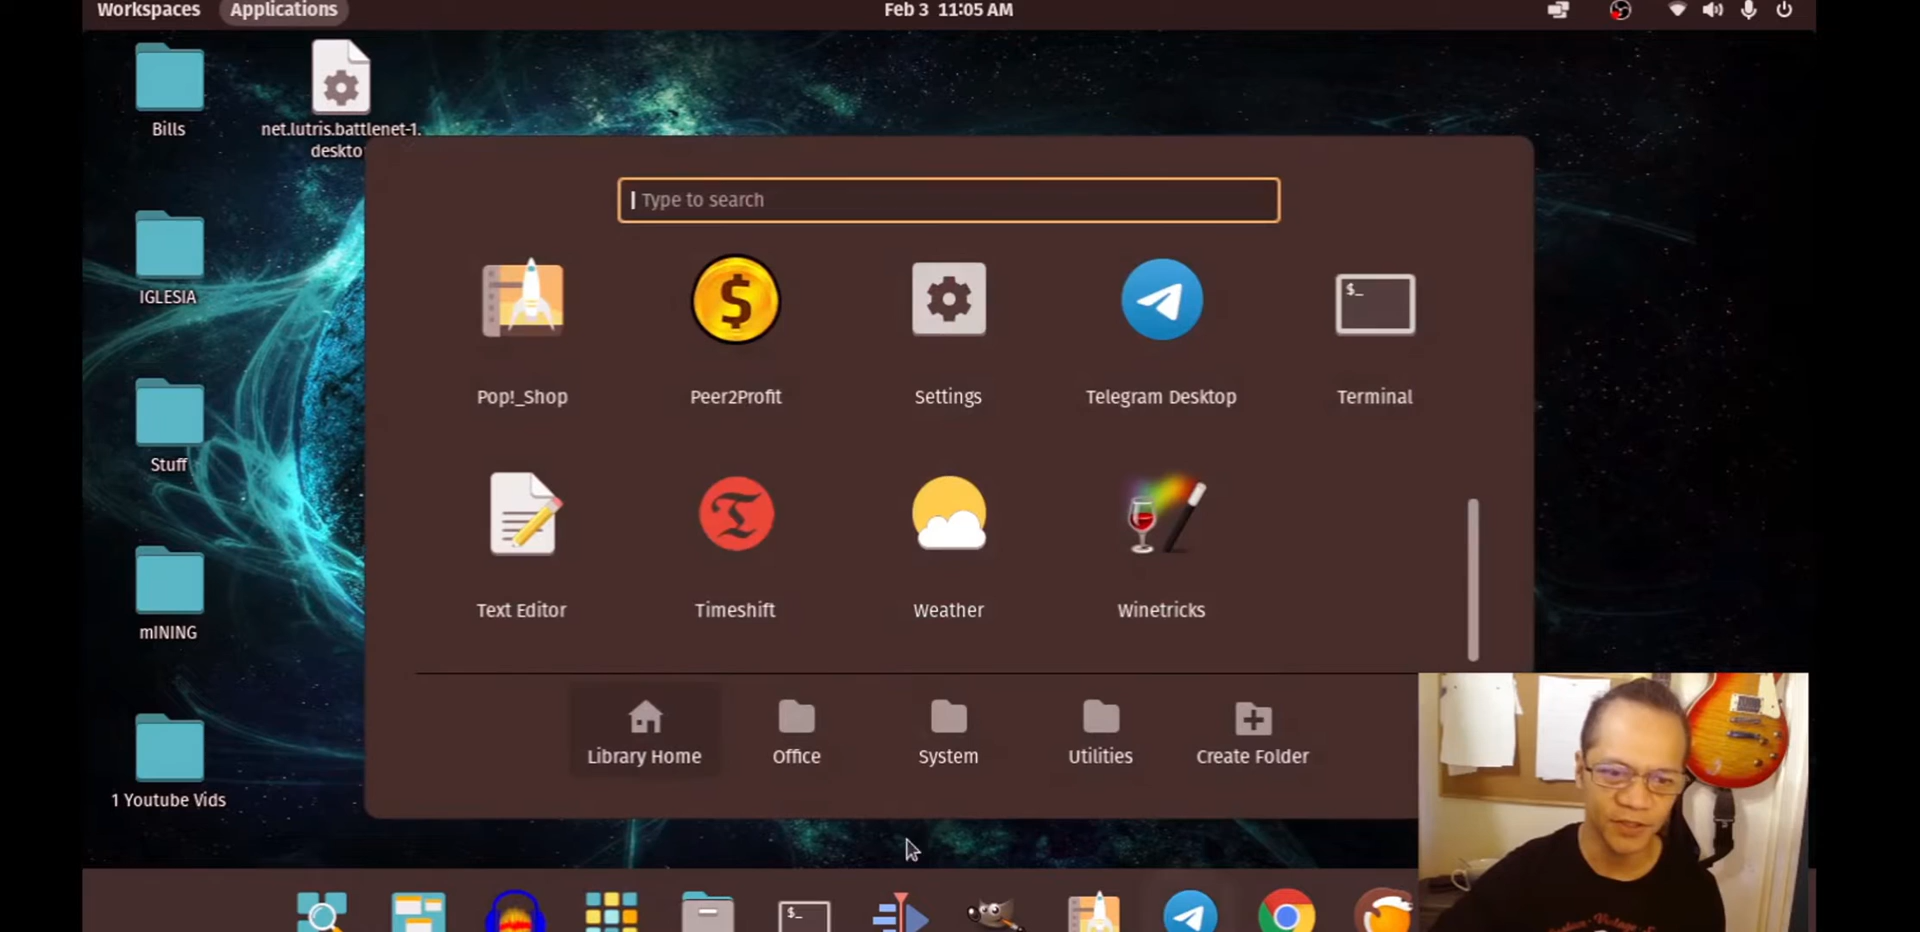 Workspaces Applications Feb 3 11:05 AM
Bills
net.lutris.battlenet-1.
deskto
Type to search
IGLESIA
Pop!_Shop Peer2Profit Settings Telegram Desktop Terminal
$_
$
Stuff
Text Editor Timeshift Weather Winetricks
mINING
Library Home Office System Utilities Create Folder
1 Youtube Vids
$_